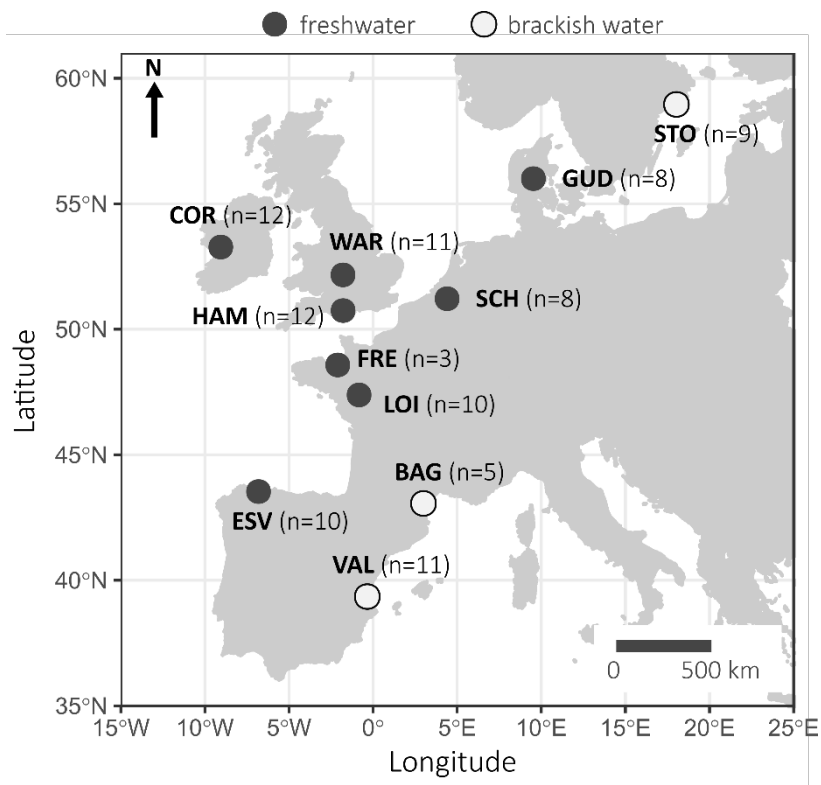 freshwater brackish water
60°N
N
STO (n=9)
GUD (n=8)
55°N
COR (n=12)
WAR (n=11)
SCH (n=8)
HAM (n=12)
50°N
FRE (n=3)
LOI (n=10)
Latitude
45°N
BAG (n=5)
ESV (n=10)
VAL (n=11)
40°N
0 500 km
35°N
15°W 10°W 5°W 0° 5°E 10°E 15°E 20°E 25°E
Longitude